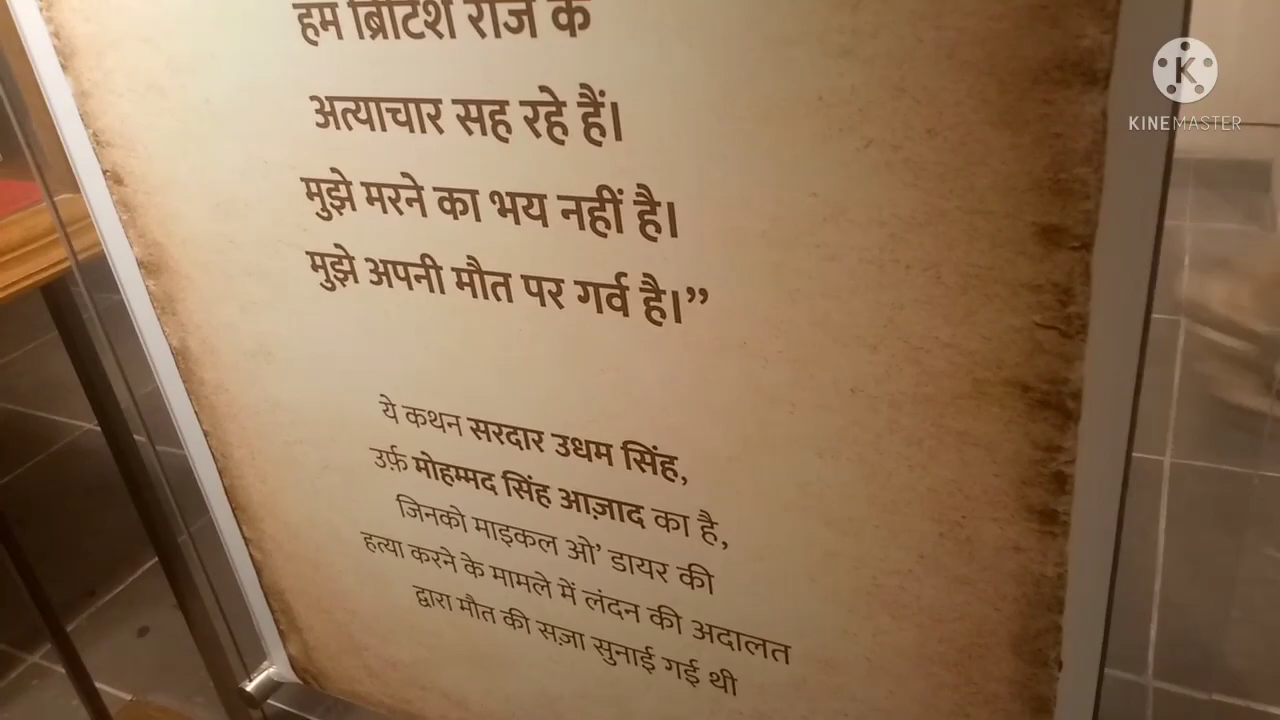 हम ब्रिटिश राज के
अत्याचार सह रहे हैं।
मुझे मरने का भय नहीं है।
मुझे अपनी मौत पर गर्व है।”
ये कथन सरदार उधम सिंह,
उर्फ़ मोहम्मद सिंह आज़ाद का है,
जिनको माइकल ओ’ डायर की
हत्या करने के मामले में लंदन की अदालत
द्वारा मौत की सज़ा सुनाई गई थी
K
KINEMASTER